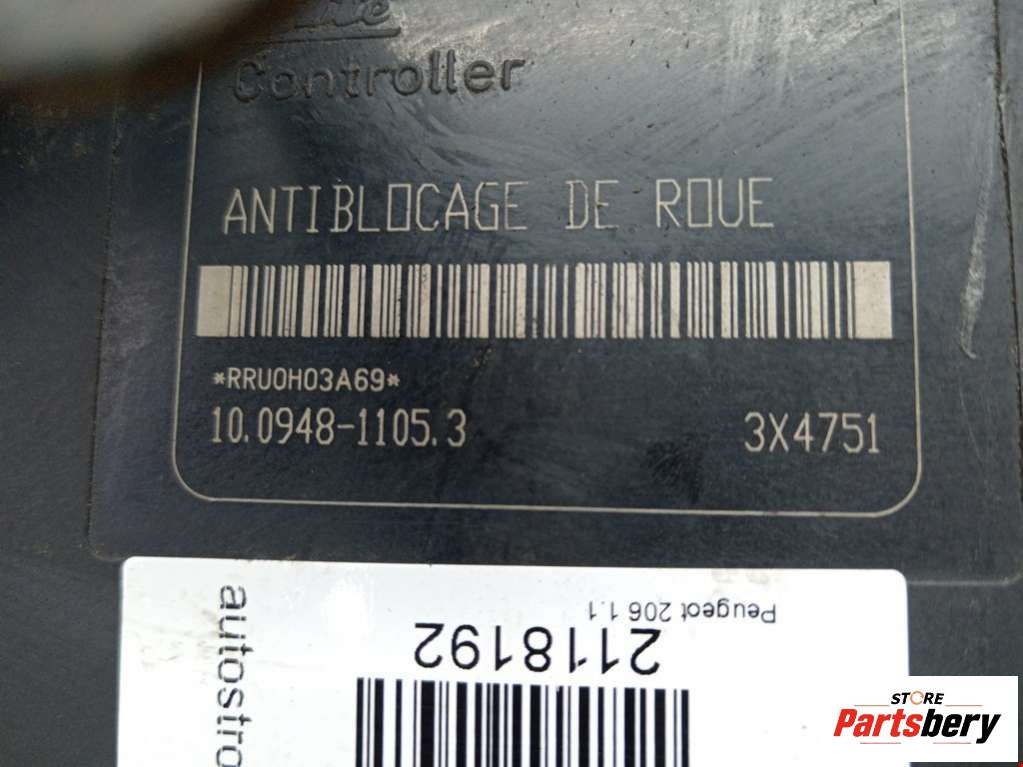 Controller
ANTIBLOCAGE DE ROUE
*RRU0H03A69*
10.0948-1105.3 3X4751
Peugeot 206 1.1
2118192
autostro
STORE
Partsbery